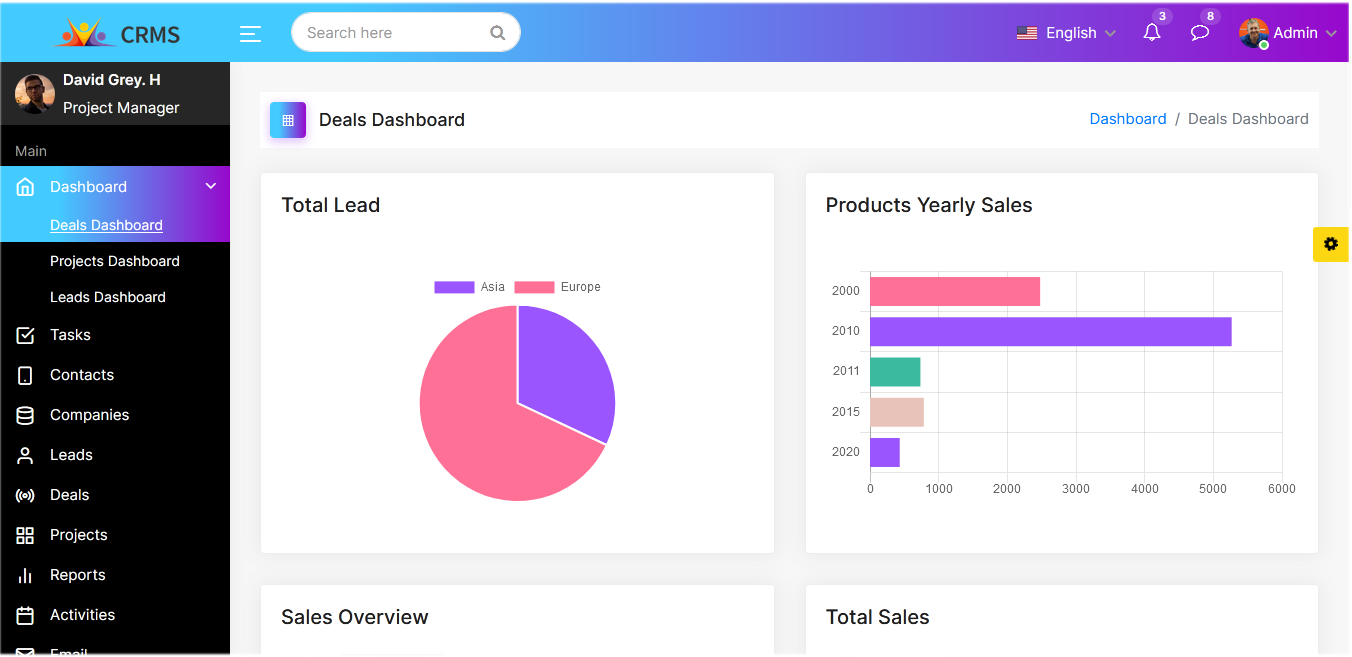 CRMS
Search here
English
3
8
Admin
David Grey. H
Project Manager
Main
Dashboard
Deals Dashboard
Projects Dashboard
Leads Dashboard
Tasks
Contacts
Companies
Leads
Deals
Projects
Reports
Activities
Email
Deals Dashboard
Dashboard / Deals Dashboard
Total Lead
Asia Europe
Products Yearly Sales
2000
2010
2011
2015
2020
0 1000 2000 3000 4000 5000 6000
Sales Overview
Total Sales